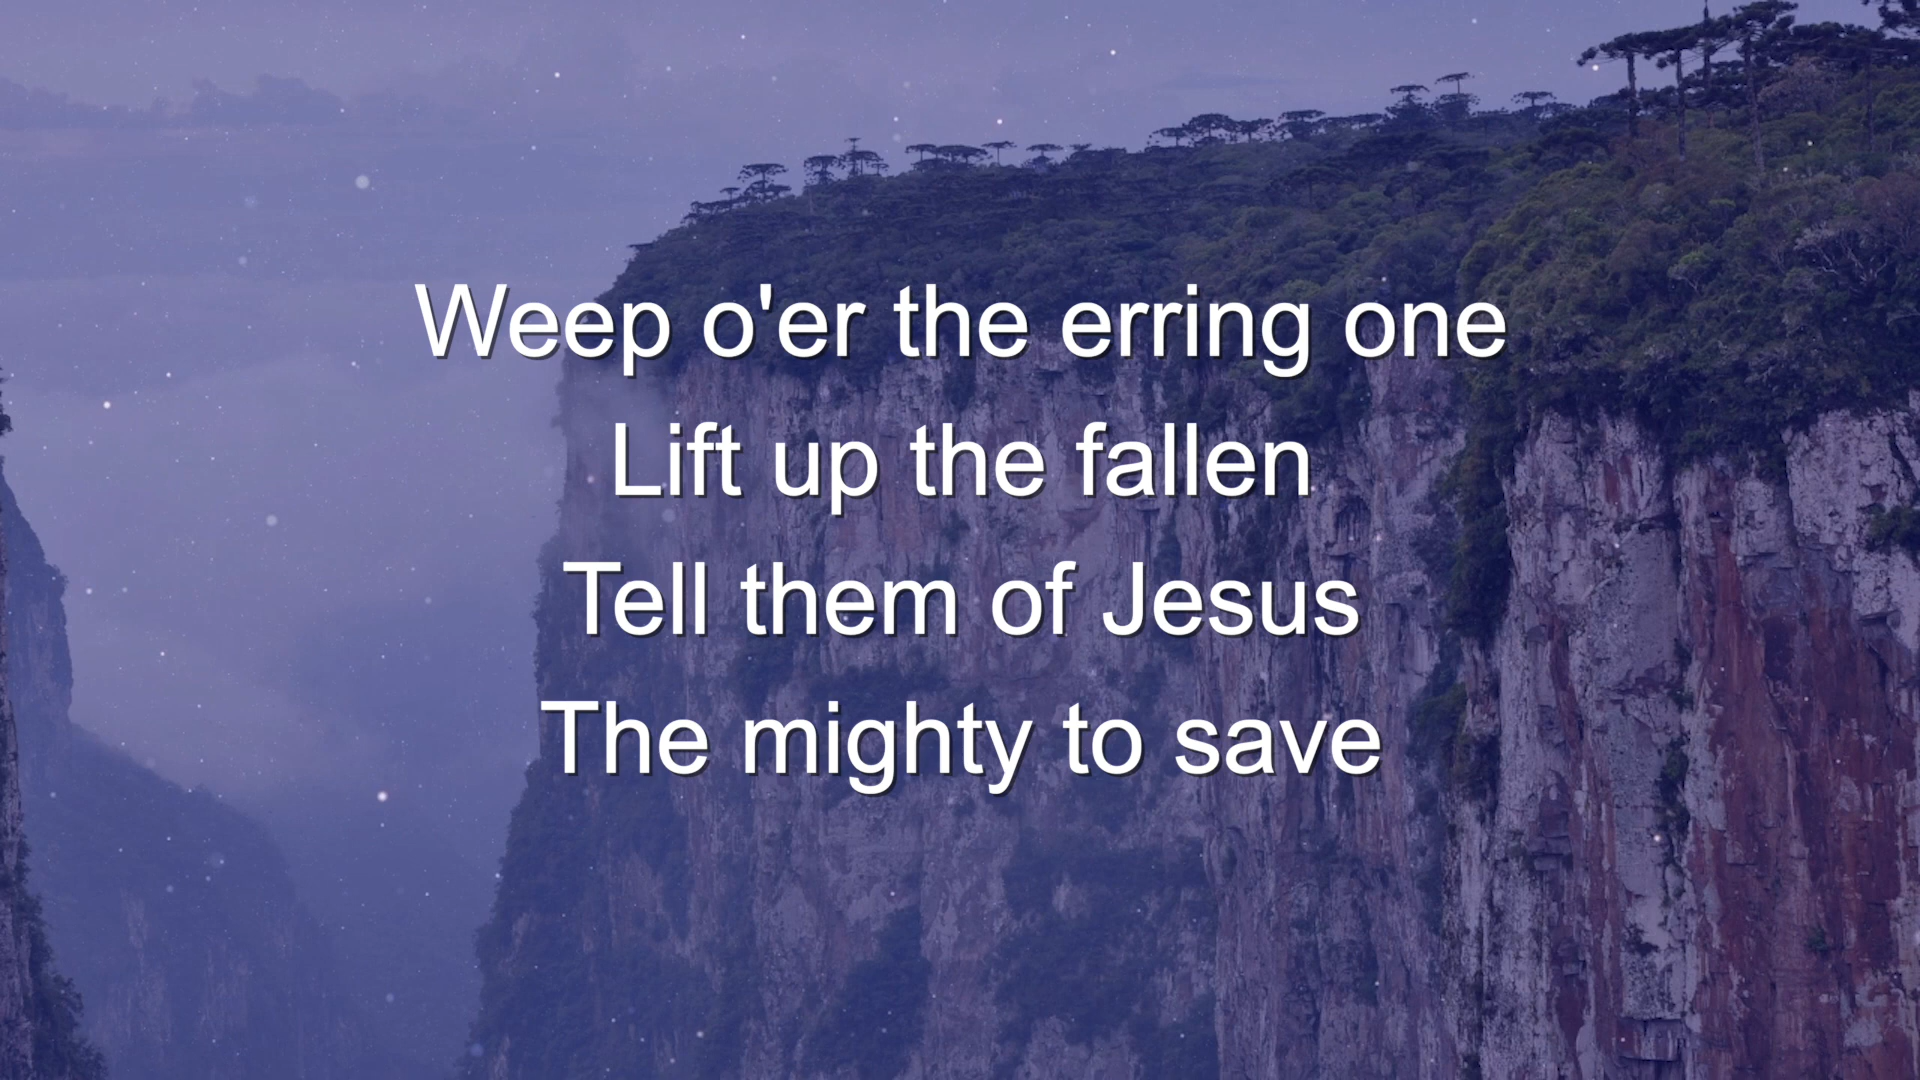 Weep o'er the erring one
Lift up the fallen
Tell them of Jesus
The mighty to save